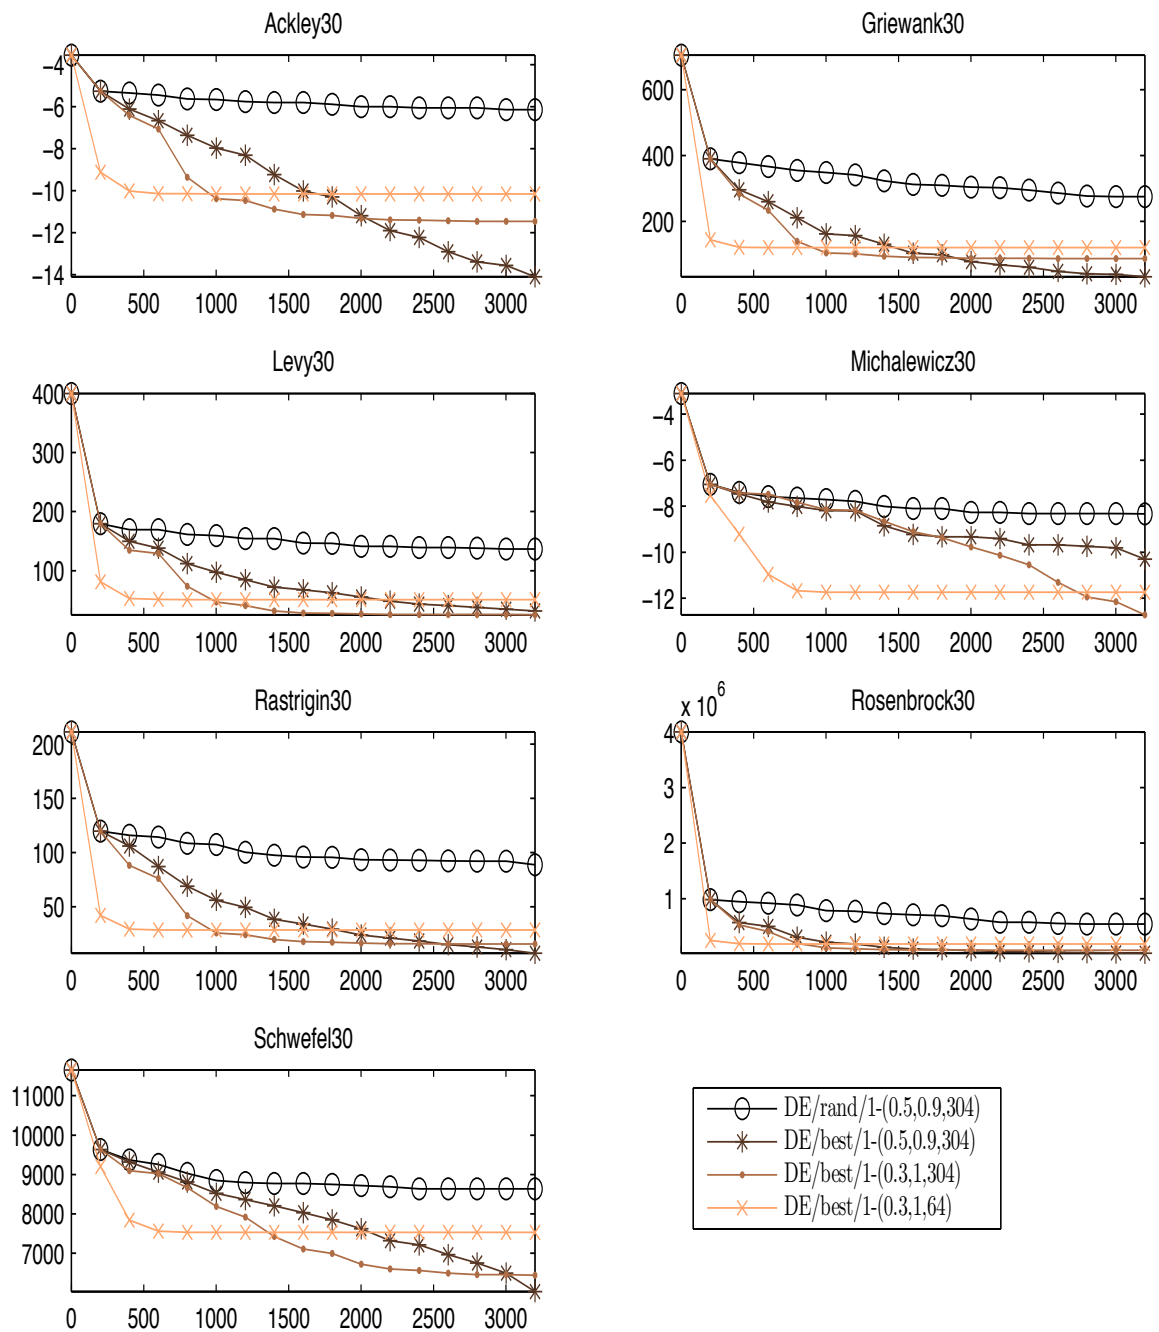 Ackley30
−4
−6
−8
−10
−12
−14
0 500 1000 1500 2000 2500 3000
Griewank30
600
400
200
0 500 1000 1500 2000 2500 3000
Levy30
400
300
200
100
0 500 1000 1500 2000 2500 3000
Michalewicz30
−4
−6
−8
−10
−12
0 500 1000 1500 2000 2500 3000
Rastrigin30
200
150
100
50
0 500 1000 1500 2000 2500 3000
Rosenbrock30
x 10^6
4
3
2
1
0 500 1000 1500 2000 2500 3000
Schwefel30
11000
10000
9000
8000
7000
0 500 1000 1500 2000 2500 3000
DE/rand/1-(0.5,0.9,304)
DE/best/1-(0.5,0.9,304)
DE/best/1-(0.3,1,304)
DE/best/1-(0.3,1,64)